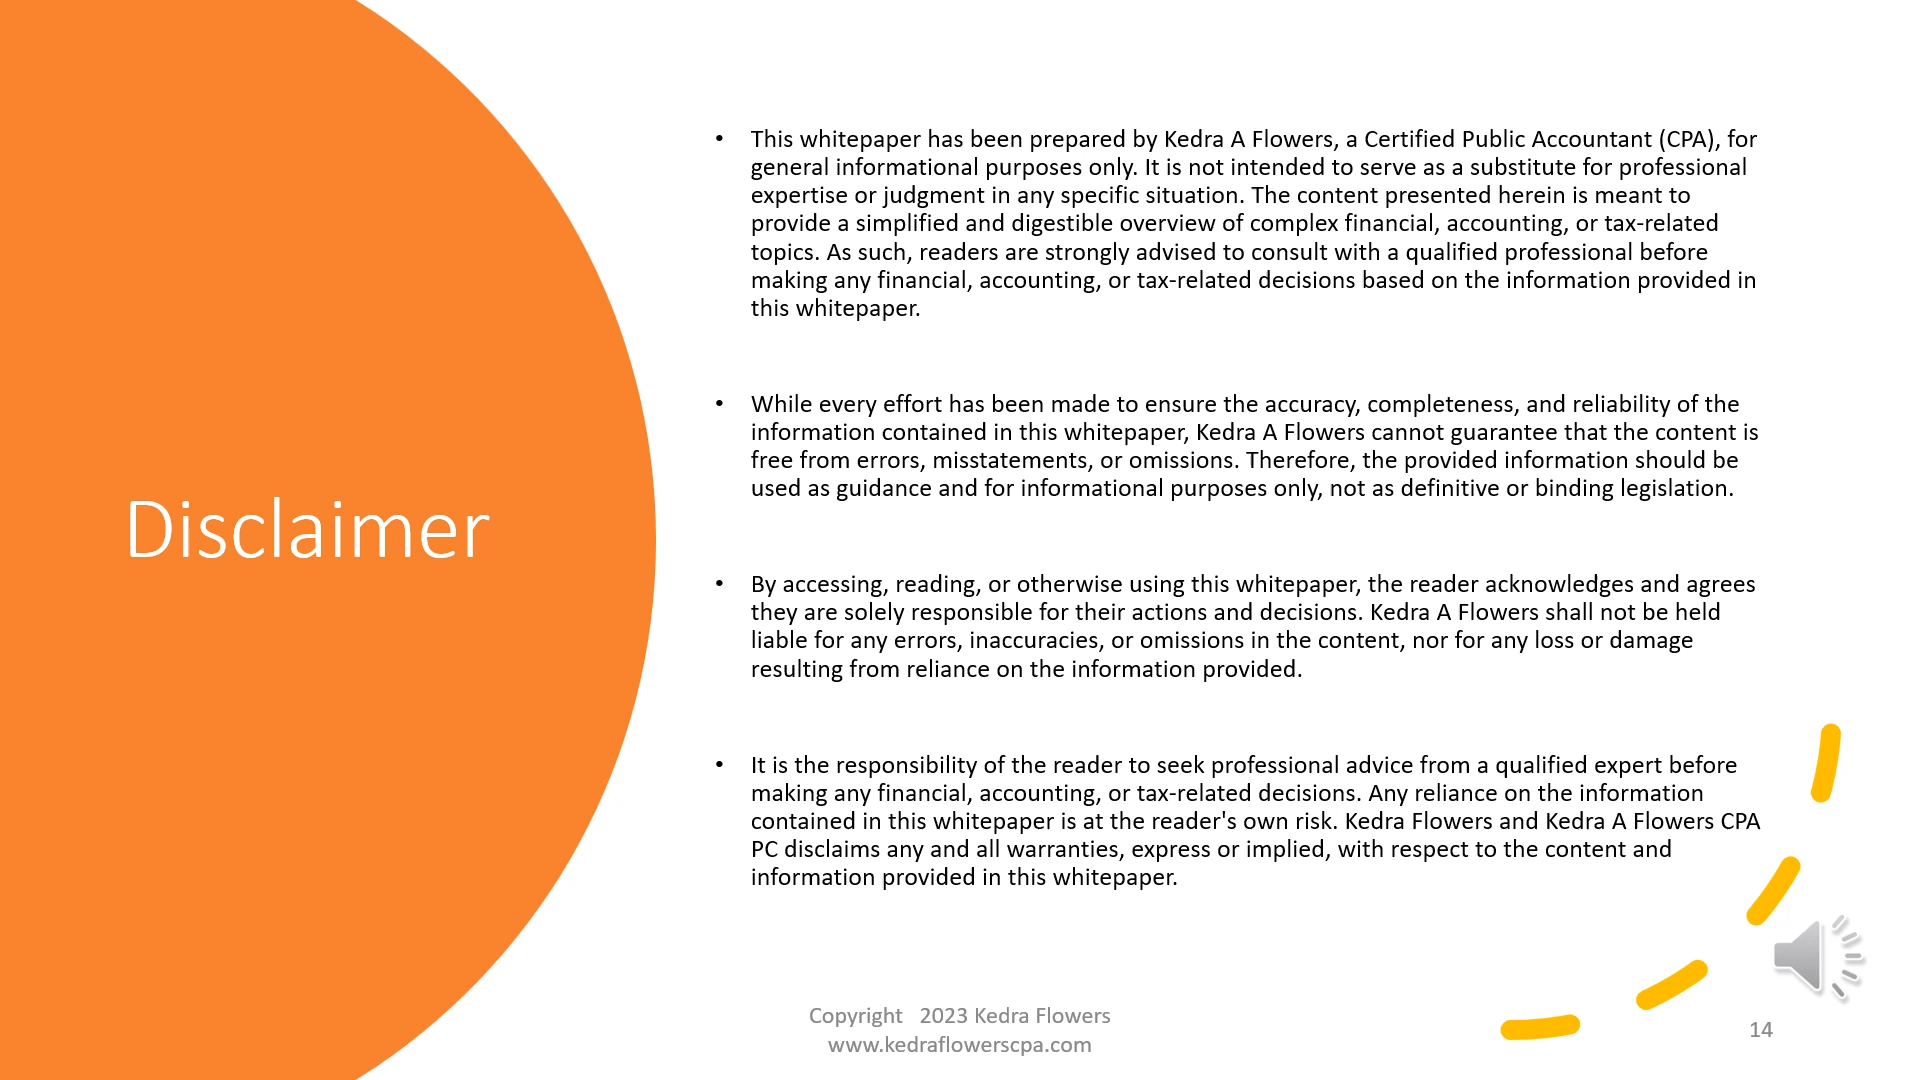 Disclaimer
• This whitepaper has been prepared by Kedra A Flowers, a Certified Public Accountant (CPA), for
general informational purposes only. It is not intended to serve as a substitute for professional
expertise or judgment in any specific situation. The content presented herein is meant to
provide a simplified and digestible overview of complex financial, accounting, or tax-related
topics. As such, readers are strongly advised to consult with a qualified professional before
making any financial, accounting, or tax-related decisions based on the information provided in
this whitepaper.
• While every effort has been made to ensure the accuracy, completeness, and reliability of the
information contained in this whitepaper, Kedra A Flowers cannot guarantee that the content is
free from errors, misstatements, or omissions. Therefore, the provided information should be
used as guidance and for informational purposes only, not as definitive or binding legislation.
• By accessing, reading, or otherwise using this whitepaper, the reader acknowledges and agrees
they are solely responsible for their actions and decisions. Kedra A Flowers shall not be held
liable for any errors, inaccuracies, or omissions in the content, nor for any loss or damage
resulting from reliance on the information provided.
• It is the responsibility of the reader to seek professional advice from a qualified expert before
making any financial, accounting, or tax-related decisions. Any reliance on the information
contained in this whitepaper is at the reader's own risk. Kedra Flowers and Kedra A Flowers CPA
PC disclaims any and all warranties, express or implied, with respect to the content and
information provided in this whitepaper.
Copyright 2023 Kedra Flowers
www.kedraflowerscpa.com
14